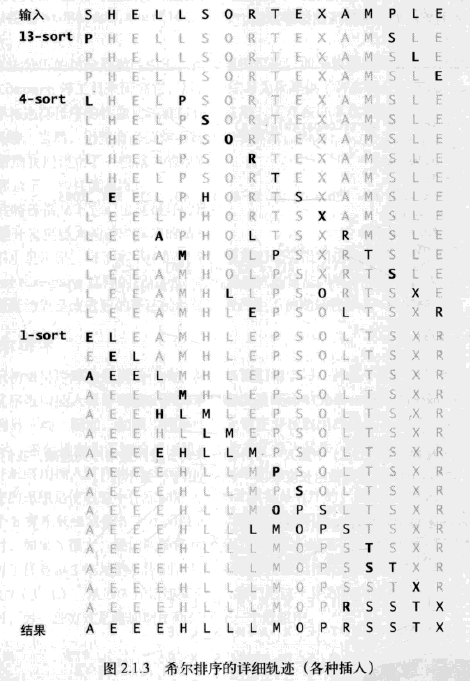 输入 S H E L L S O R T E X A M P L E
13-sort P H E L L S O R T E X A M S L E
P H E L L S O R T E X A M S L E
P H E L L S O R T E X A M S L E
4-sort L H E L P S O R T E X A M S L E
L H E L P S O R T E X A M S L E
L H E L P S O R T E X A M S L E
L H E L P S O R T E X A M S L E
L H E L P S O R T E X A M S L E
L E E L P H O R T S X A M S L E
L E E L P H O R T S X A M S L E
L E E A P H O L T S X R M S L E
L E E A M H O L P S X R T S L E
L E E A M H O L P S X R T S L E
L E E A M H L L P S O R T S X E
L E E A M H L E P S O L T S X R
1-sort E L E A M H L E P S O L T S X R
E E L A M H L E P S O L T S X R
A E E L M H L E P S O L T S X R
A E E L M H L E P S O L T S X R
A E E H L M L E P S O L T S X R
A E E H L L M E P S O L T S X R
A E E E H L L M P S O L T S X R
A E E E H L L M P S O L T S X R
A E E E H L L M P S O L T S X R
A E E E H L L M O P S L T S X R
A E E E H L L L M O P S T S X R
A E E E H L L L M O P S T S X R
A E E E H L L L M O P S S T X R
A E E E H L L L M O P S S T X R
A E E E H L L L M O P R S S T X
结果 A E E E H L L L M O P R S S T X
图 2.1.3 希尔排序的详细轨迹（各种插入）